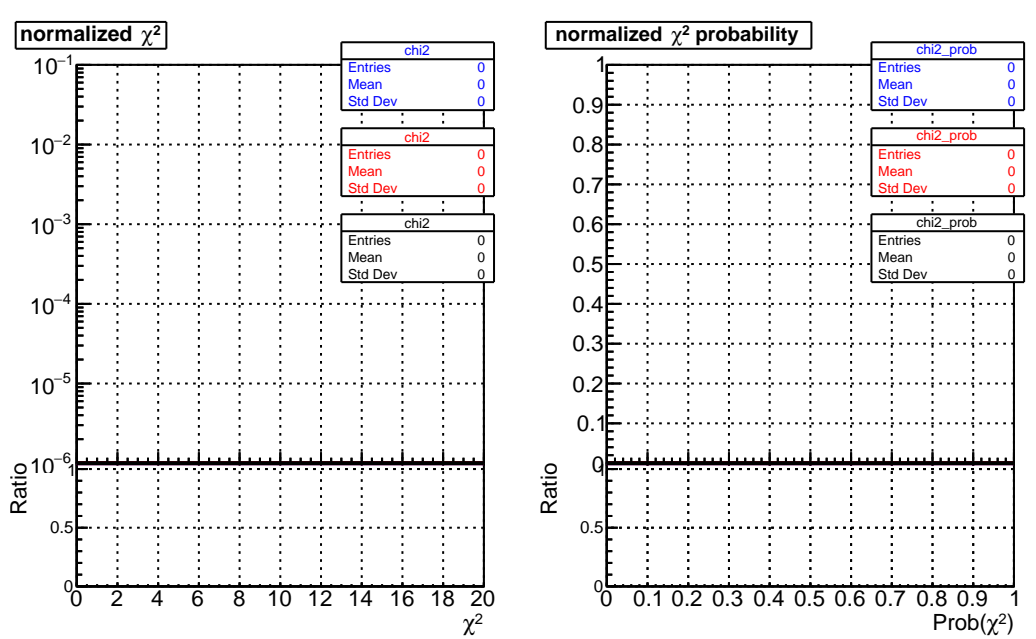 normalized χ²
chi2
Entries 0
Mean 0
Std Dev 0
chi2
Entries 0
Mean 0
Std Dev 0
chi2
Entries 0
Mean 0
Std Dev 0
10⁻¹
10⁻²
10⁻³
10⁻⁴
10⁻⁵
10⁻⁶
Ratio
1
0.5
0
0 2 4 6 8 10 12 14 16 18 20
χ²
normalized χ² probability
chi2_prob
Entries 0
Mean 0
Std Dev 0
chi2_prob
Entries 0
Mean 0
Std Dev 0
chi2_prob
Entries 0
Mean 0
Std Dev 0
1
0.9
0.8
0.7
0.6
0.5
0.4
0.3
0.2
0.1
0
Ratio
1
0.5
0
0 0.1 0.2 0.3 0.4 0.5 0.6 0.7 0.8 0.9 1
Prob(χ²)